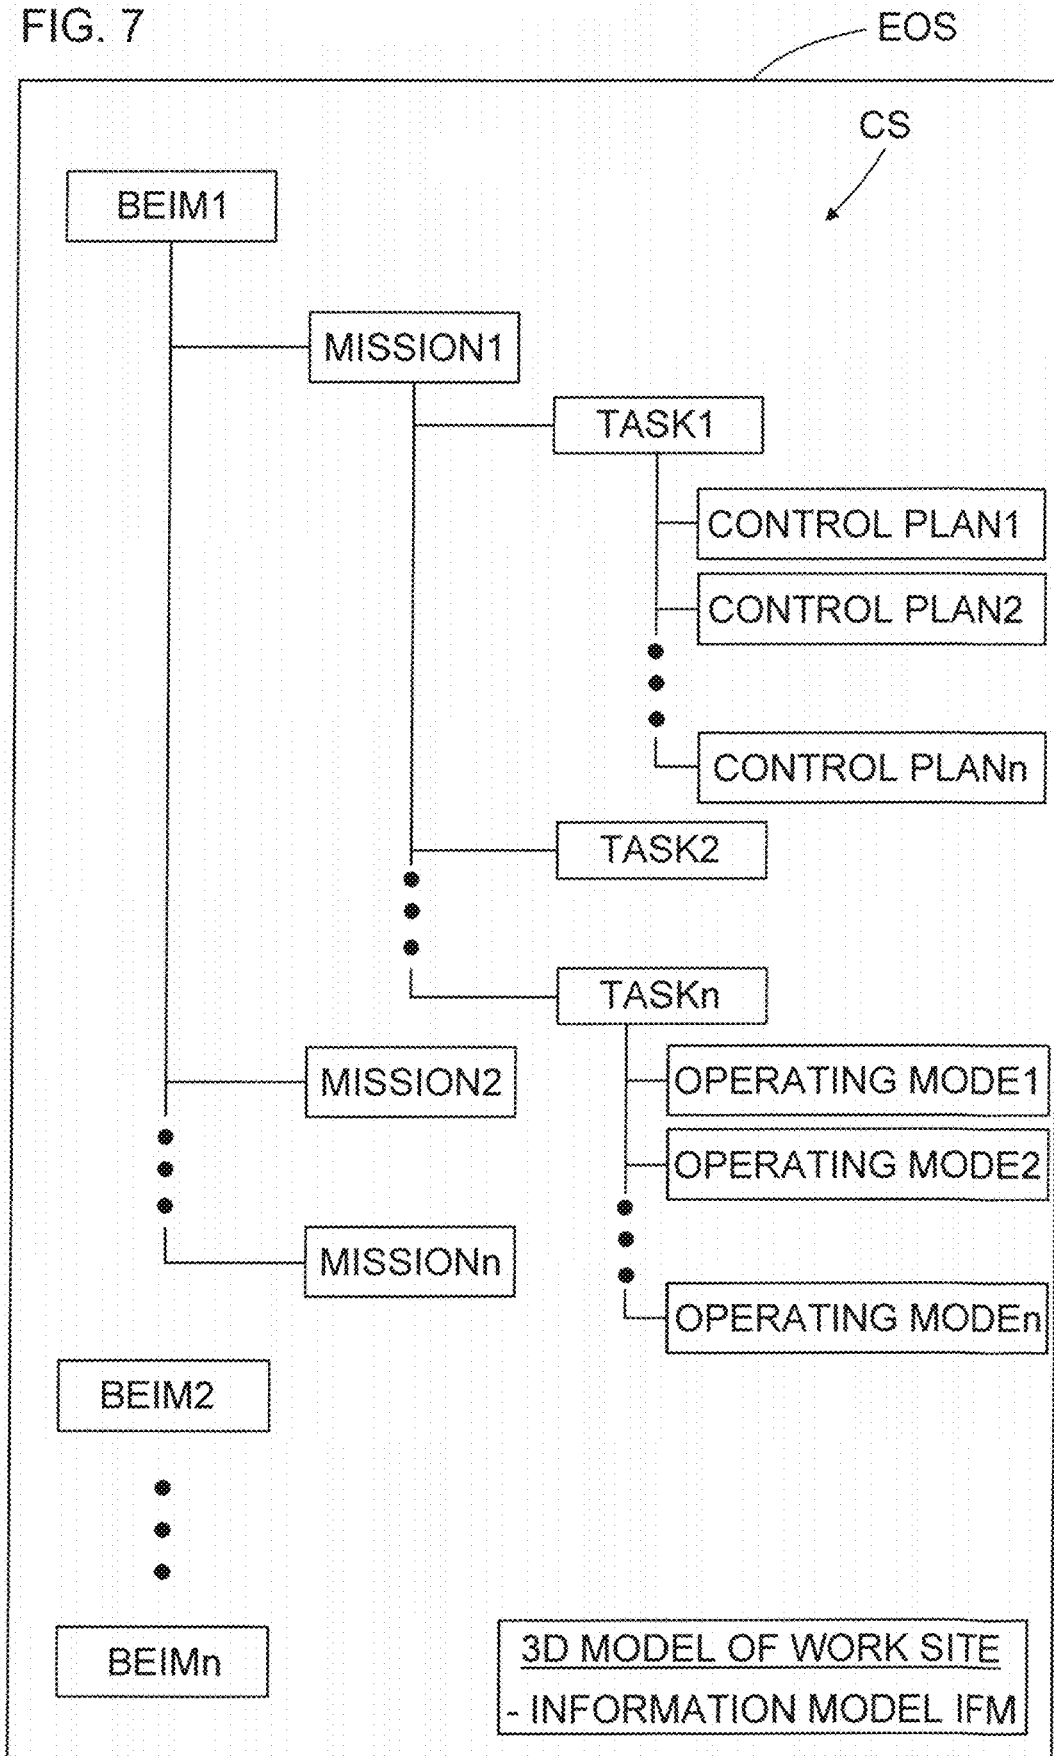 FIG. 7
EOS
CS
BEIM1
MISSION1
TASK1
CONTROL PLAN1
CONTROL PLAN2
CONTROL PLANn
TASK2
TASKn
MISSION2
OPERATING MODE1
OPERATING MODE2
MISSIONn
OPERATING MODEn
BEIM2
BEIMn
3D MODEL OF WORK SITE
- INFORMATION MODEL IFM